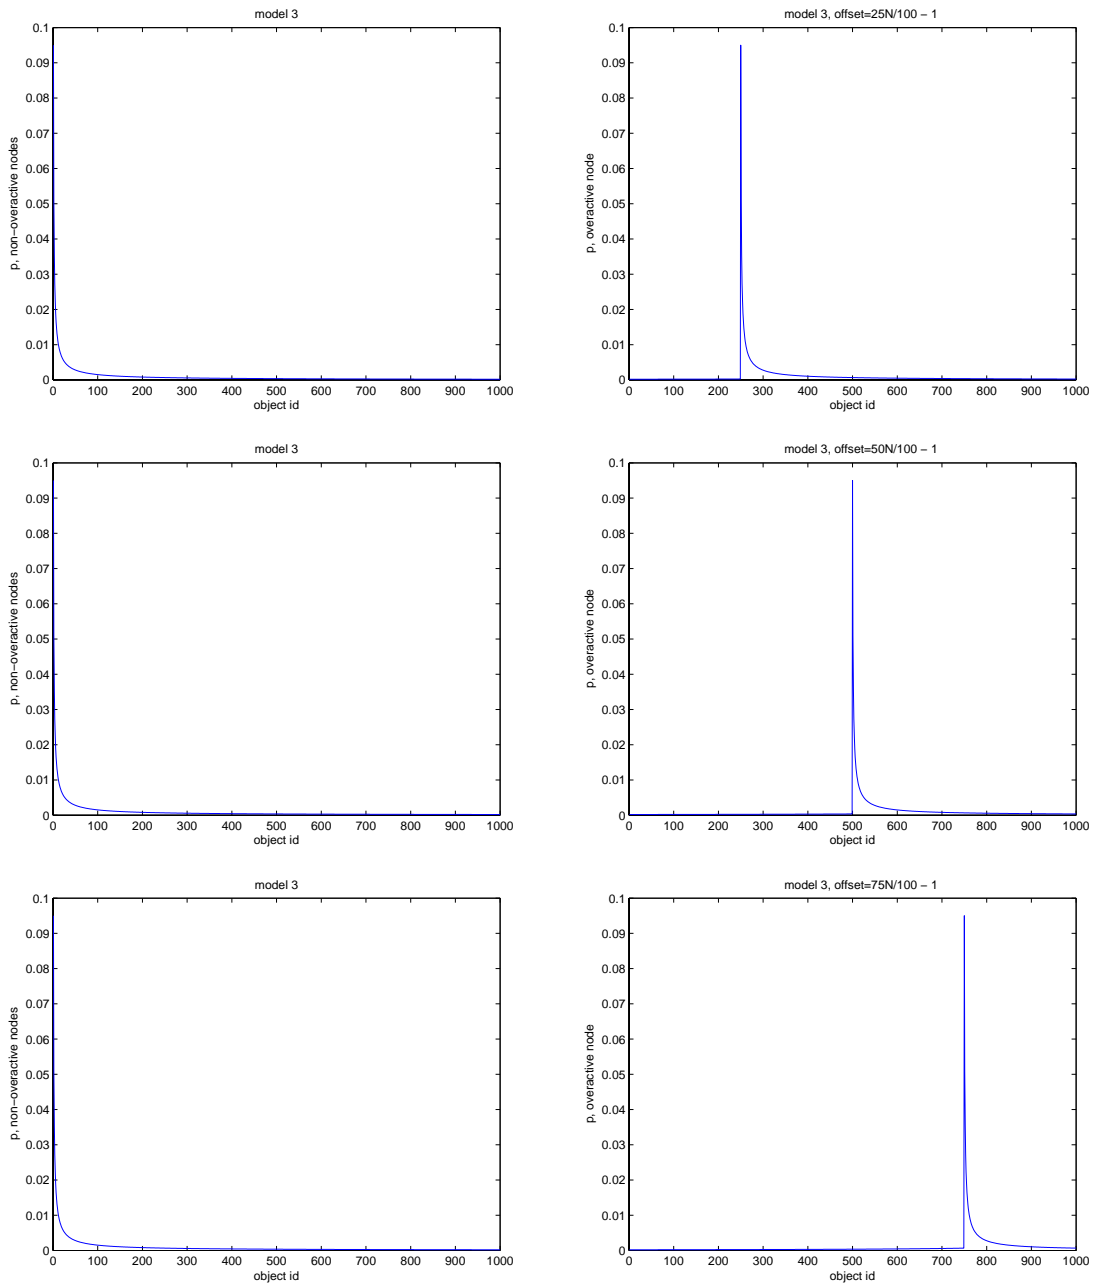 model 3
0.1
0.09
0.08
0.07
0.06
0.05
0.04
0.03
0.02
0.01
0
p, non−overactive nodes
0 100 200 300 400 500 600 700 800 900 1000
object id
model 3, offset=25N/100 − 1
0.1
0.09
0.08
0.07
0.06
0.05
0.04
0.03
0.02
0.01
0
p, overactive node
0 100 200 300 400 500 600 700 800 900 1000
object id
model 3
0.1
0.09
0.08
0.07
0.06
0.05
0.04
0.03
0.02
0.01
0
p, non−overactive nodes
0 100 200 300 400 500 600 700 800 900 1000
object id
model 3, offset=50N/100 − 1
0.1
0.09
0.08
0.07
0.06
0.05
0.04
0.03
0.02
0.01
0
p, overactive node
0 100 200 300 400 500 600 700 800 900 1000
object id
model 3
0.1
0.09
0.08
0.07
0.06
0.05
0.04
0.03
0.02
0.01
0
p, non−overactive nodes
0 100 200 300 400 500 600 700 800 900 1000
object id
model 3, offset=75N/100 − 1
0.1
0.09
0.08
0.07
0.06
0.05
0.04
0.03
0.02
0.01
0
p, overactive node
0 100 200 300 400 500 600 700 800 900 1000
object id